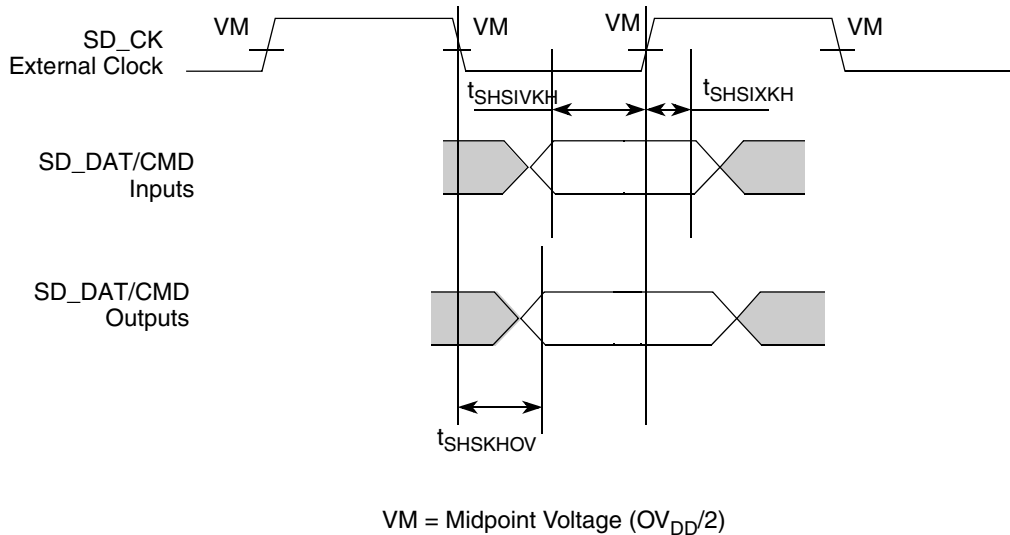 VM
VM
VM
VM
SD_CK
External Clock
tSHSIVKH
tSHSIXKH
SD_DAT/CMD
Inputs
SD_DAT/CMD
Outputs
tSHSKHOV
VM = Midpoint Voltage (OVDD/2)